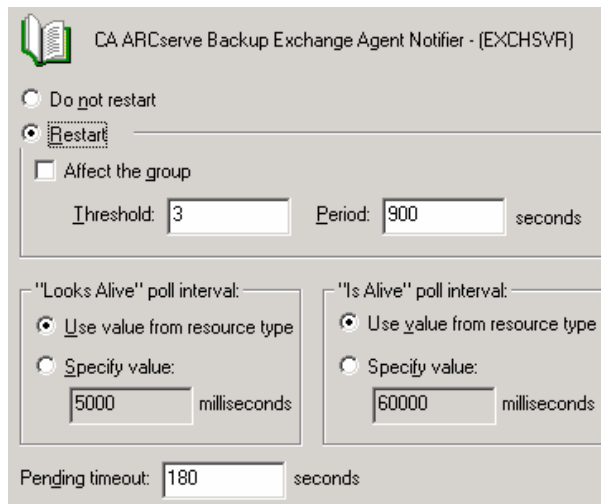 CA ARCserve Backup Exchange Agent Notifier - (EXCHSVR)
Do not restart
Restart
Affect the group
Threshold: 3 Period: 900 seconds
"Looks Alive" poll interval:
Use value from resource type
Specify value:
5000 milliseconds
"Is Alive" poll interval:
Use value from resource type
Specify value:
60000 milliseconds
Pending timeout: 180 seconds